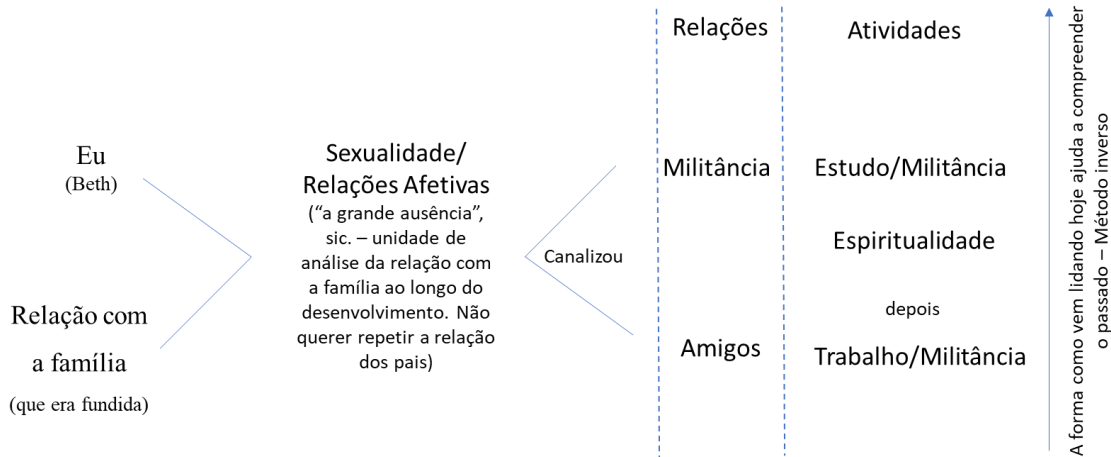 Eu
(Beth)
Relação com
a família
(que era fundida)
Sexualidade/
Relações Afetivas
(“a grande ausência”,
sic. – unidade de
análise da relação com
a família ao longo do
desenvolvimento. Não
querer repetir a relação
dos pais)
Canalizou
Relações
Militância
Amigos
Atividades
Estudo/Militância
Espiritualidade
depois
Trabalho/Militância
A forma como vem lidando hoje ajuda a compreender
o passado – Método inverso